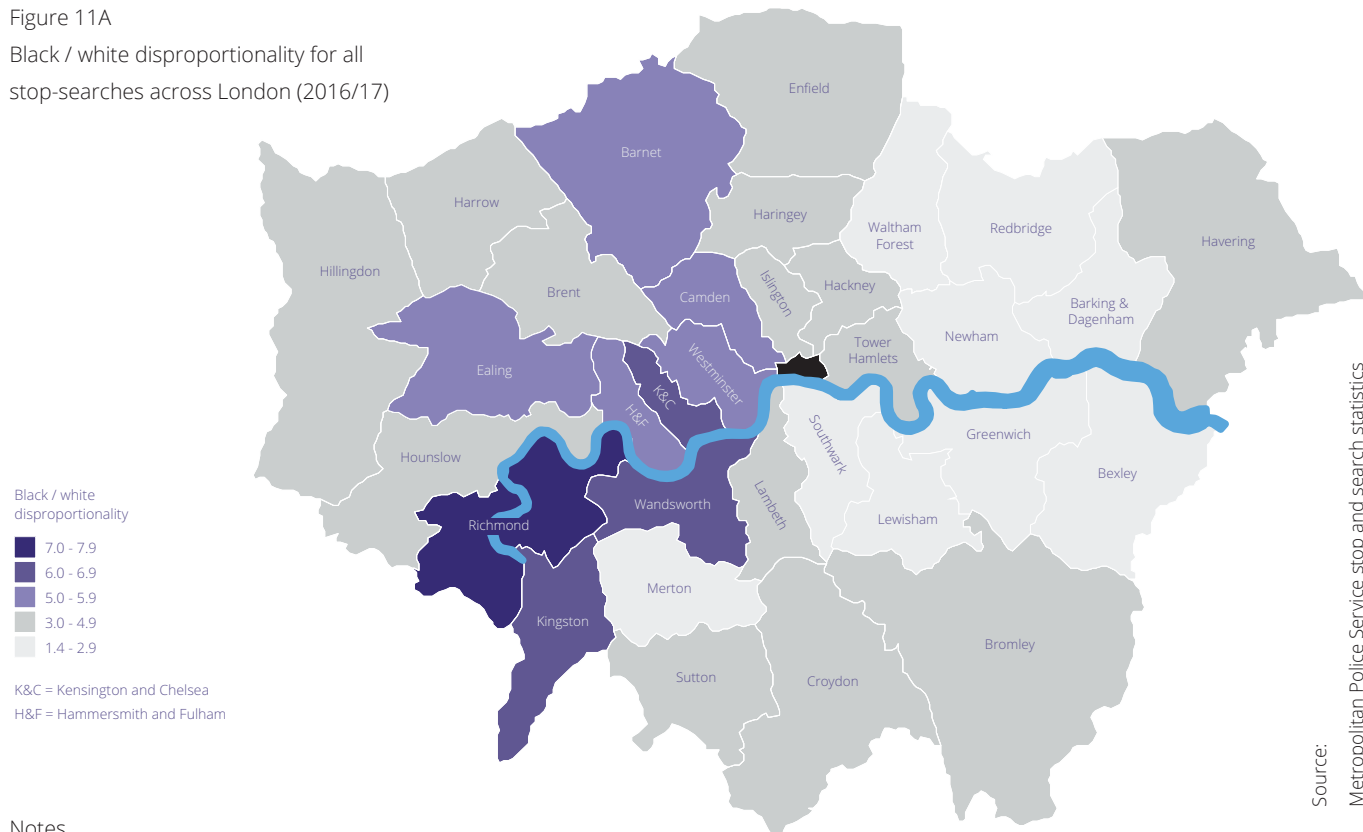 Figure 11A
Black / white disproportionality for all
stop-searches across London (2016/17)
Enfield
Barnet
Harrow
Haringey
Waltham
Forest
Redbridge
Havering
Hillingdon
Brent
Camden
Islington
Hackney
Barking &
Dagenham
Newham
Tower
Hamlets
Ealing
Westminster
K&C
H&F
Hounslow
Southwark
Greenwich
Bexley
Richmond
Wandsworth
Lambeth
Lewisham
Merton
Kingston
Bromley
Sutton
Croydon
Black / white
disproportionality
7.0 - 7.9
6.0 - 6.9
5.0 - 5.9
3.0 - 4.9
1.4 - 2.9
K&C = Kensington and Chelsea
H&F = Hammersmith and Fulham
Source:
Metropolitan Police Service stop and search statistics
Notes